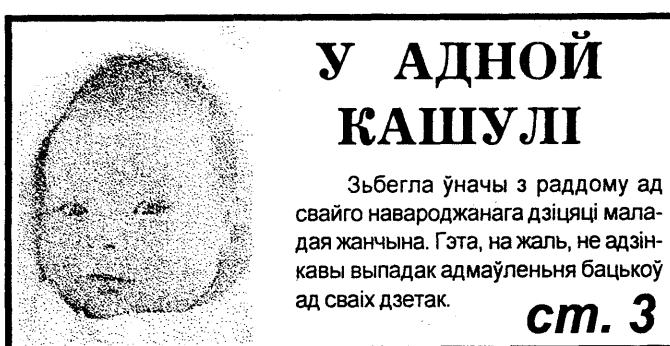 У АДНОЙ
КАШУЛІ
Зьбегла ўначы з раддому ад
свайго навароджанага дзіцяці мала-
дая жанчына. Гэта, на жаль, не адзін-
кавы выпадак адмаўленьня бацькоў
ад сваіх дзетак.
ст. 3